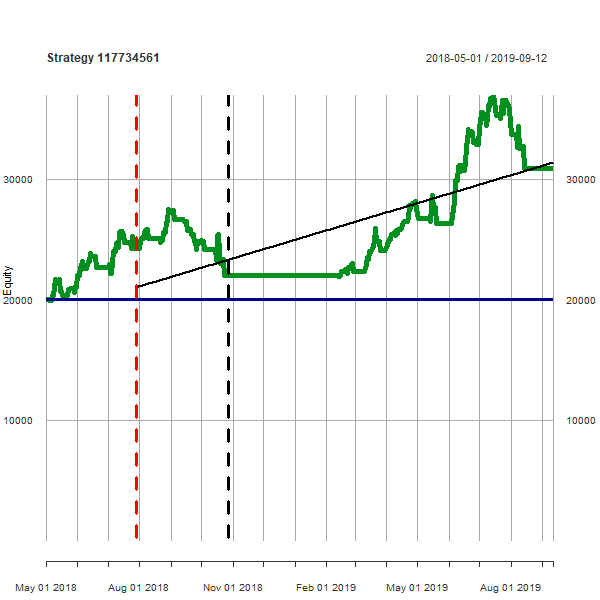 Strategy 117734561
2018-05-01 / 2019-09-12
30000 30000
Equity
20000 20000
10000 10000
May 01 2018 Aug 01 2018 Nov 01 2018 Feb 01 2019 May 01 2019 Aug 01 2019